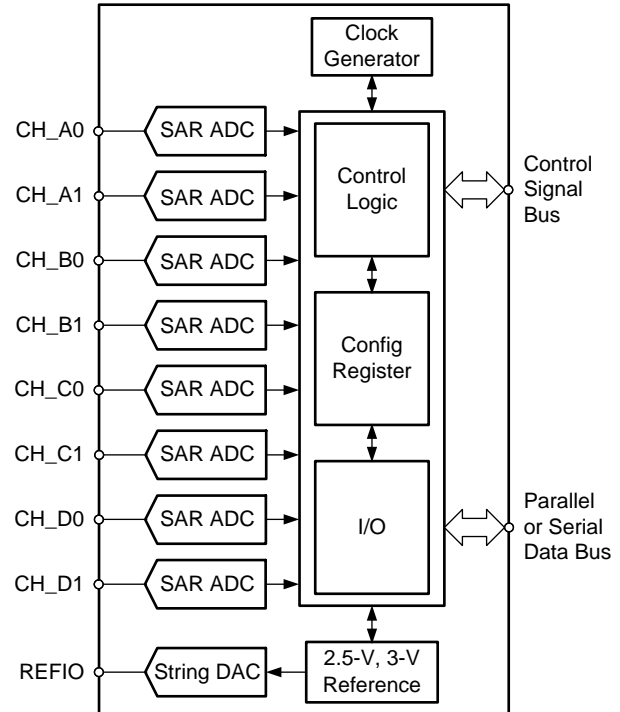 Clock
Generator
CH_A0
SAR ADC
CH_A1
SAR ADC
CH_B0
SAR ADC
CH_B1
SAR ADC
CH_C0
SAR ADC
CH_C1
SAR ADC
CH_D0
SAR ADC
CH_D1
SAR ADC
REFIO
String DAC
Control
Logic
Config
Register
I/O
2.5-V, 3-V
Reference
Control
Signal
Bus
Parallel
or Serial
Data Bus